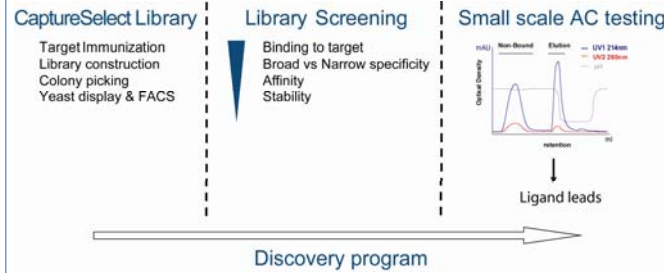 CaptureSelect Library
Target Immunization
Library construction
Colony picking
Yeast display & FACS
Library Screening
Binding to target
Broad vs Narrow specificity
Affinity
Stability
Small scale AC testing
mAU
Non-Bound
Elution
UV1 214nm
UV2 280nm
pH
Optical Density
ml
retention
Ligand leads
Discovery program